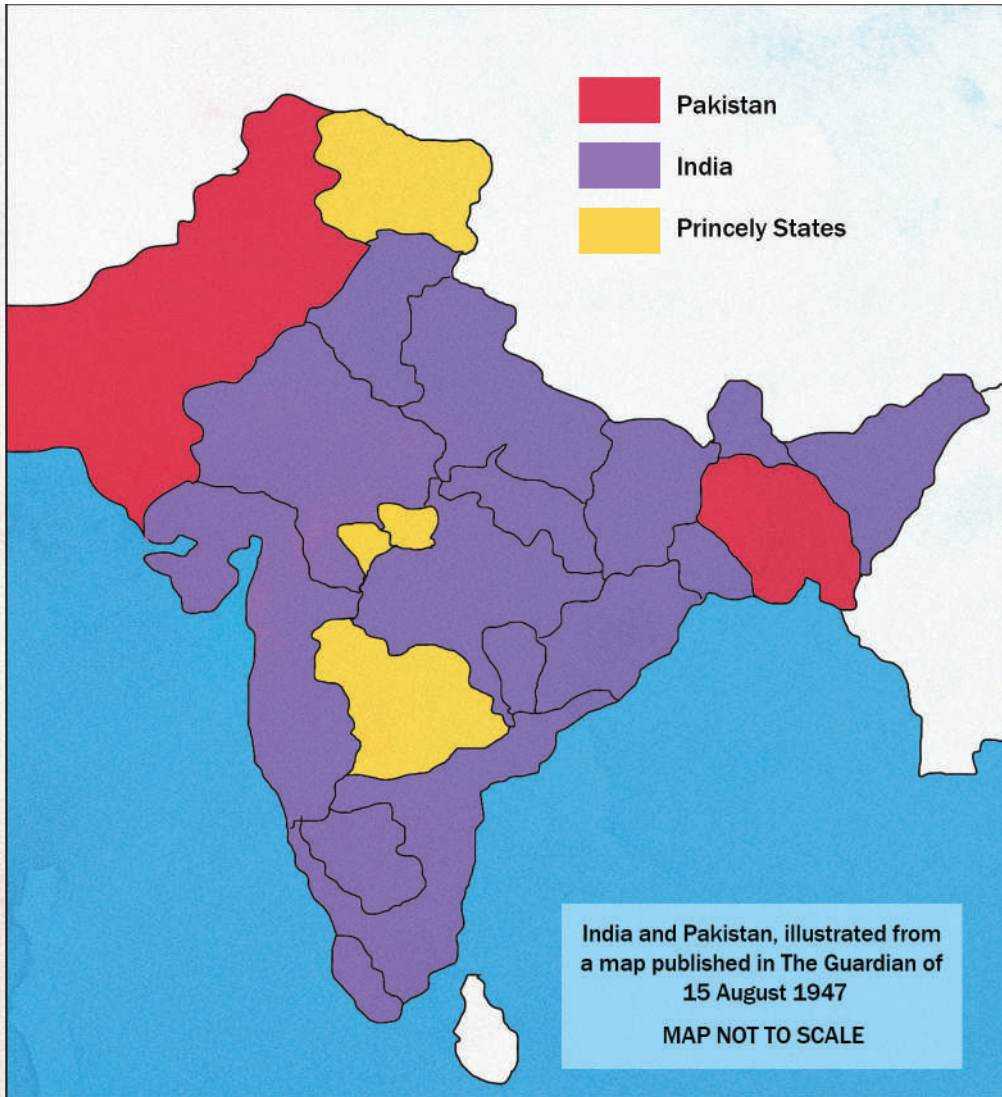 Pakistan
India
Princely States
India and Pakistan, illustrated from
a map published in The Guardian of
15 August 1947
MAP NOT TO SCALE